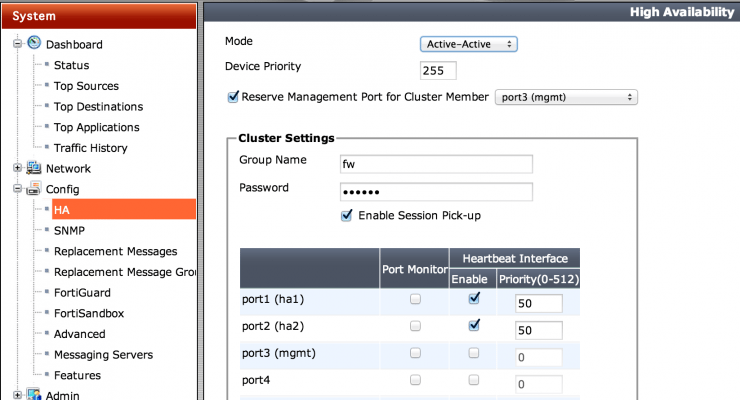 System
Dashboard
Status
Top Sources
Top Destinations
Top Applications
Traffic History
Network
Config
HA
SNMP
Replacement Messages
Replacement Message Gro
FortiGuard
FortiSandbox
Advanced
Messaging Servers
Features
Admin
High Availability
Mode
Active-Active
Device Priority
255
Reserve Management Port for Cluster Member port3 (mgmt)
Cluster Settings
Group Name
fw
Password
••••••
Enable Session Pick-up
Port Monitor
Heartbeat Interface
Enable
Priority(0-512)
port1 (ha1)
50
port2 (ha2)
50
port3 (mgmt)
0
port4
0